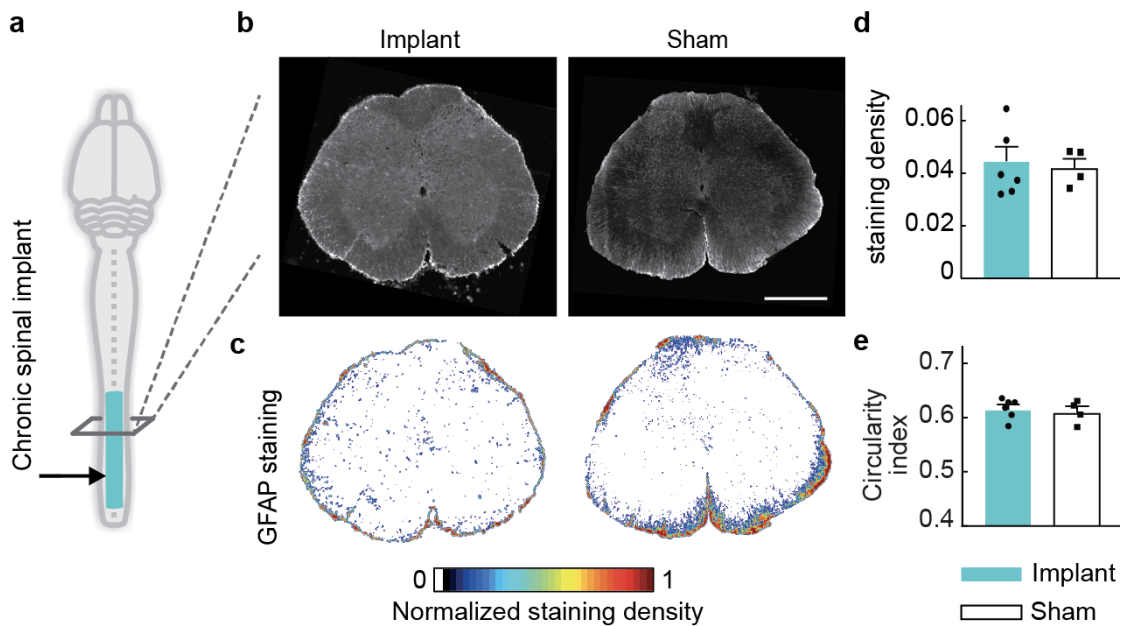 a
Chronic spinal implant
b
Implant
Sham
c
GFAP staining
0
1
Normalized staining density
d
staining density
0.06
0.04
0.02
0
e
Circularity
index
0.7
0.6
0.5
0.4
Implant
Sham